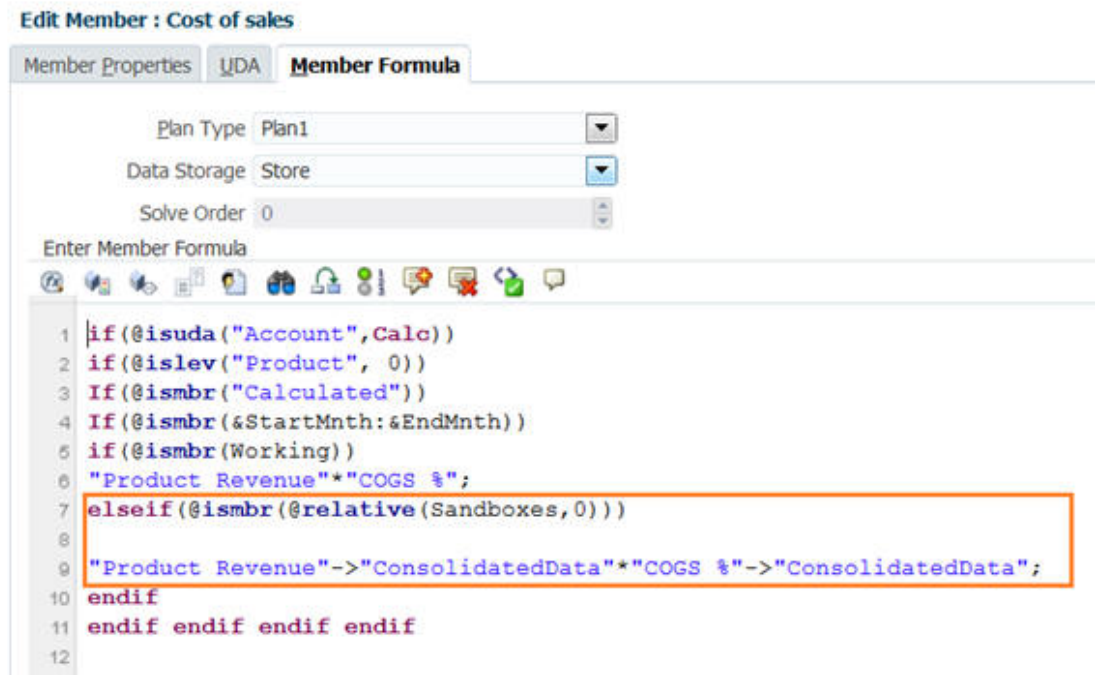 Edit Member : Cost of sales
Member Properties UDA Member Formula
Plan Type Plan1
Data Storage Store
Solve Order 0
Enter Member Formula
1 if(@isuda("Account",Calc))
2 if(@islev("Product", 0))
3 If(@ismbr("Calculated"))
4 If(@ismbr(&StartMnth:&EndMnth))
5 if(@ismbr(Working))
6 "Product Revenue"*"COGS %";
7 elseif(@ismbr(@relative(Sandboxes,0)))
8
9 "Product Revenue"->"ConsolidatedData"*"COGS %"->"ConsolidatedData";
10 endif
11 endif endif endif endif
12